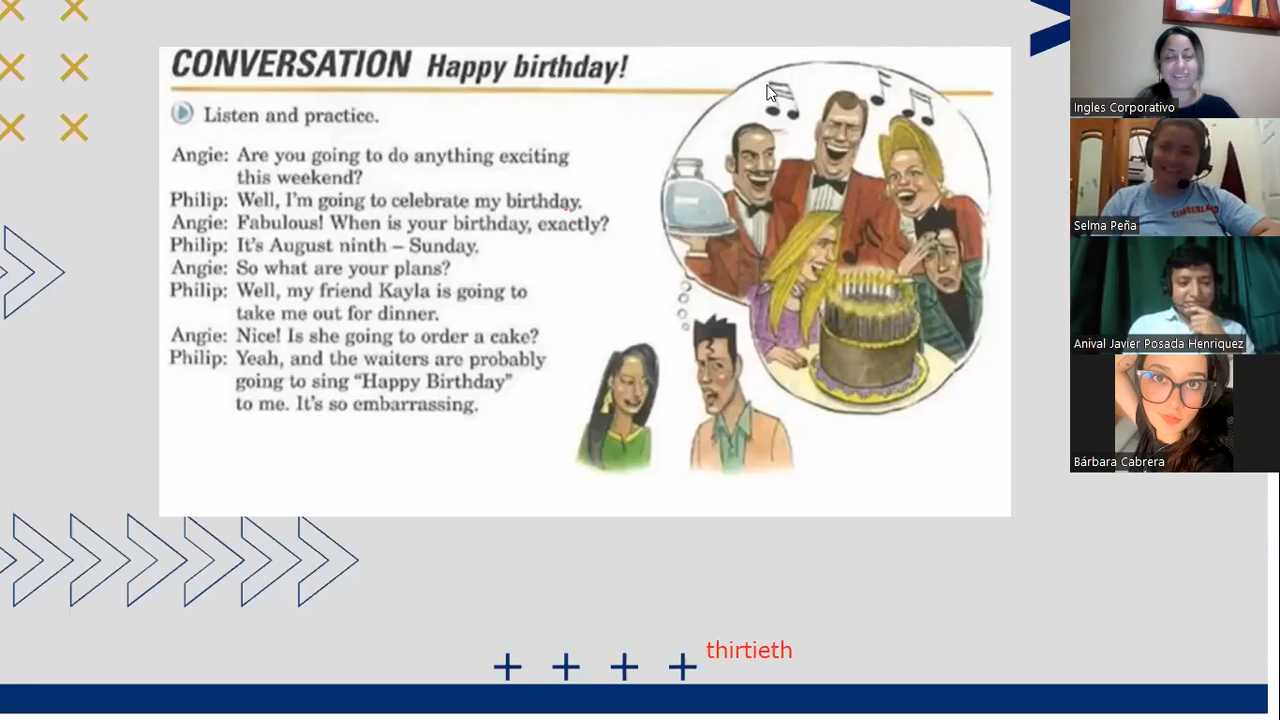 CONVERSATION Happy birthday!
Listen and practice.
Angie: Are you going to do anything exciting
this weekend?
Philip: Well, I'm going to celebrate my birthday.
Angie: Fabulous! When is your birthday, exactly?
Philip: It's August ninth – Sunday.
Angie: So what are your plans?
Philip: Well, my friend Kayla is going to
take me out for dinner.
Angie: Nice! Is she going to order a cake?
Philip: Yeah, and the waiters are probably
going to sing “Happy Birthday”
to me. It's so embarrassing.
thirtieth
Ingles Corporativo
TIMBERLAND
Selma Peña
Anival Javier Posada Henriquez
Bárbara Cabrera